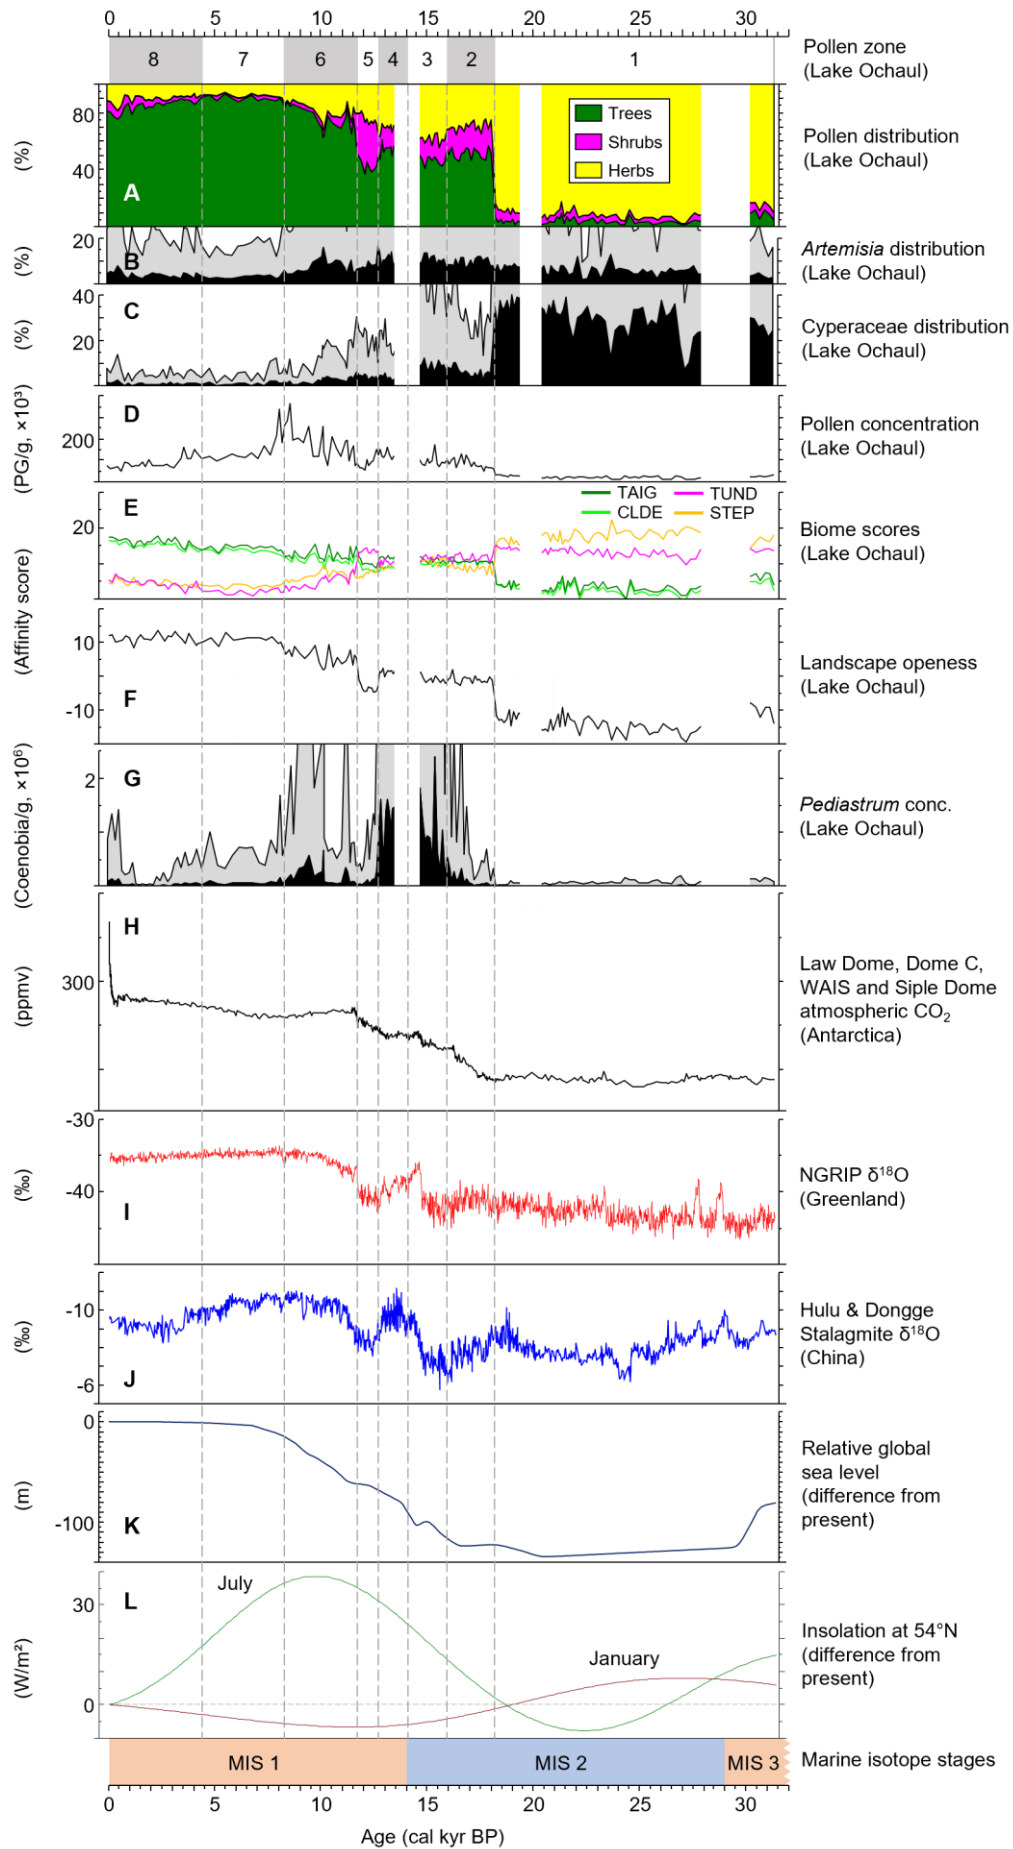 0 5 10 15 20 25 30
8 7 6 5 4 3 2 1
Pollen zone
(Lake Ochaul)
80
40
(%)
A
Trees
Shrubs
Herbs
Pollen distribution
(Lake Ochaul)
20
(%)
B
Artemisia distribution
(Lake Ochaul)
40
20
(%)
C
Cyperaceae distribution
(Lake Ochaul)
200
(PG/g, ×10³)
D
Pollen concentration
(Lake Ochaul)
20
(Affinity score)
E
TAIG TUND
CLDE STEP
Biome scores
(Lake Ochaul)
10
-10
F
Landscape openess
(Lake Ochaul)
2
(Coenobia/g, ×10⁶)
G
Pediastrum conc.
(Lake Ochaul)
300
(ppmv)
H
Law Dome, Dome C,
WAIS and Siple Dome
atmospheric CO₂
(Antarctica)
-30
-40
(‰)
I
NGRIP δ¹⁸O
(Greenland)
-10
-6
(‰)
J
Hulu & Dongge
Stalagmite δ¹⁸O
(China)
0
-100
(m)
K
Relative global
sea level
(difference from
present)
30
0
(W/m²)
L
July
January
Insolation at 54°N
(difference from
present)
MIS 1 MIS 2 MIS 3
Marine isotope stages
0 5 10 15 20 25 30
Age (cal kyr BP)